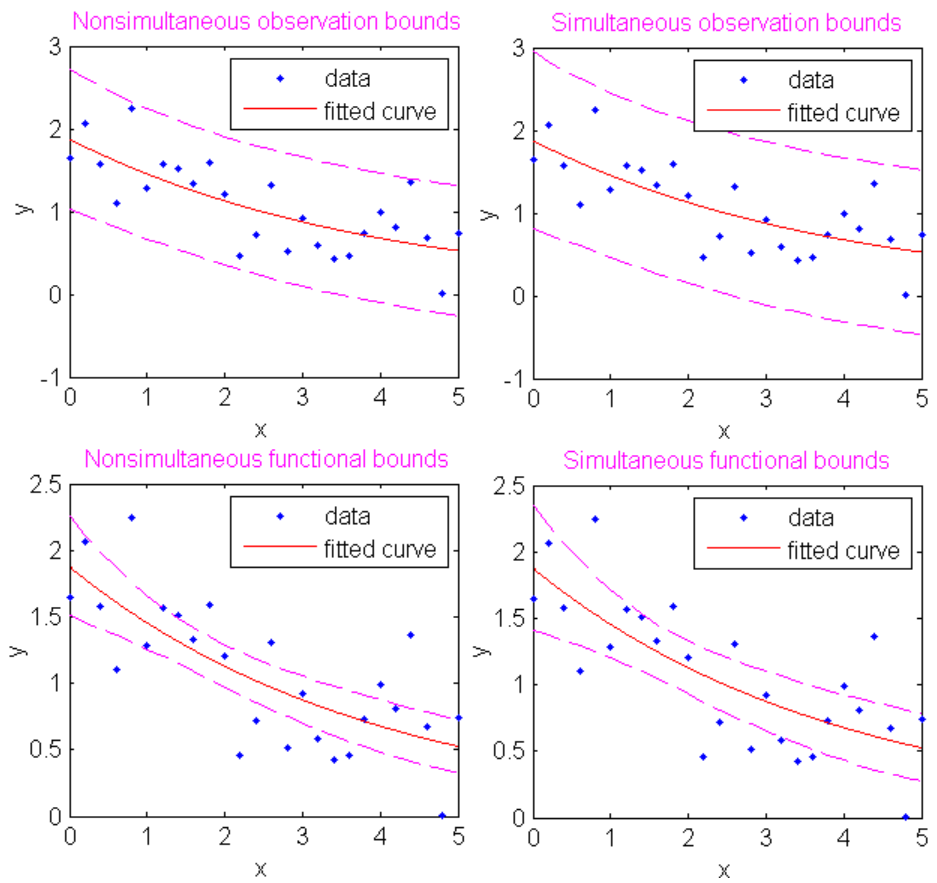 Nonsimultaneous observation bounds
3
2
1
0
-1
y
data
fitted curve
0 1 2 3 4 5
x
Simultaneous observation bounds
3
2
1
0
-1
y
data
fitted curve
0 1 2 3 4 5
x
Nonsimultaneous functional bounds
2.5
2
1.5
1
0.5
0
y
data
fitted curve
0 1 2 3 4 5
x
Simultaneous functional bounds
2.5
2
1.5
1
0.5
0
y
data
fitted curve
0 1 2 3 4 5
x